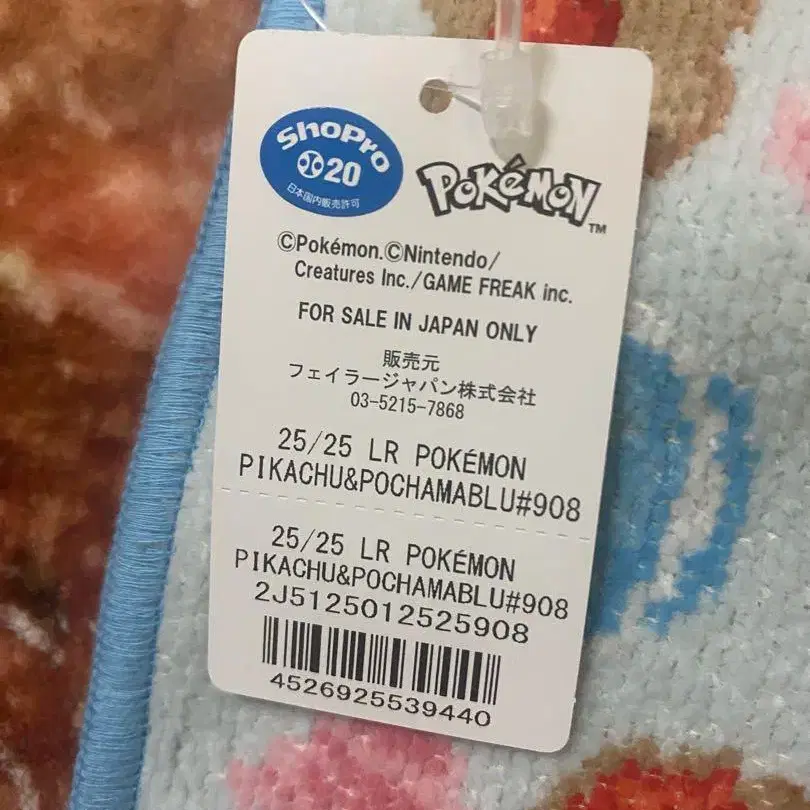 ShoPro
20
日本国内販売許可
POKéMON™
©Pokémon.©Nintendo/
Creatures Inc./GAME FREAK inc.
FOR SALE IN JAPAN ONLY
販売元
フェイラージャパン株式会社
03-5215-7868
25/25 LR POKÉMON
PIKACHU&POCHAMABLU#908
25/25 LR POKÉMON
PIKACHU&POCHAMABLU#908
2J5125012525908
4526925539440